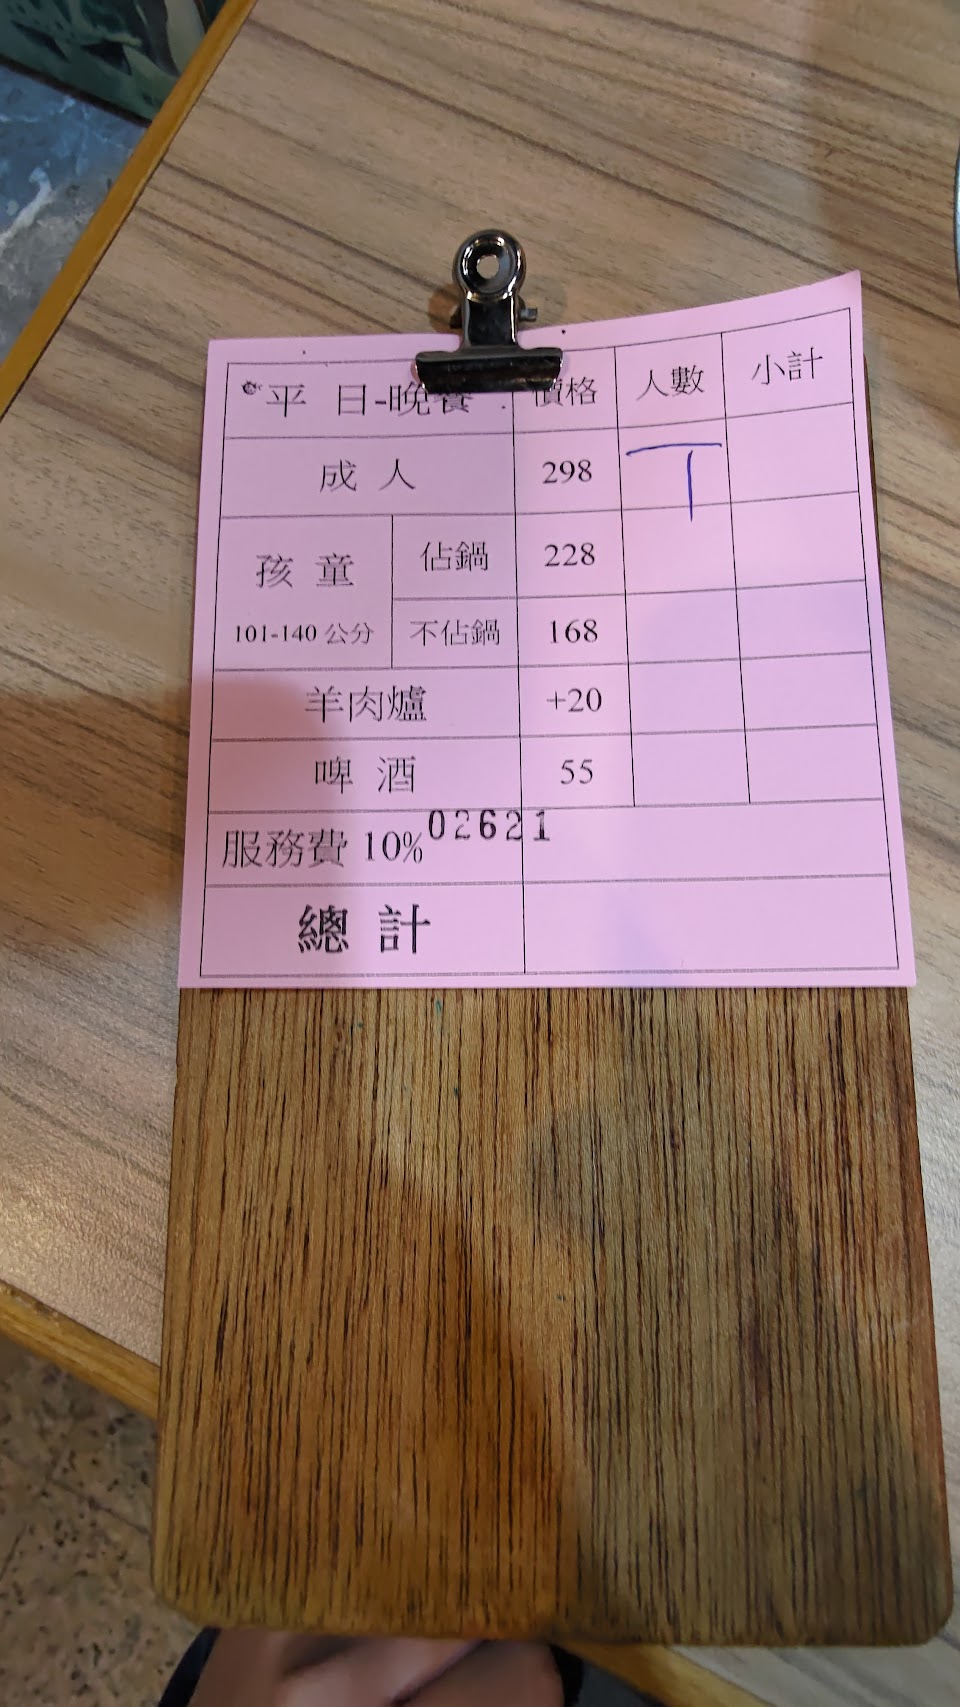 平 日-晚餐 價格 人數 小計
成 人 298 T
孩 童 佔鍋 228
101-140 公分 不佔鍋 168
羊肉爐 +20
啤 酒 55
02621
服務費 10%
總 計